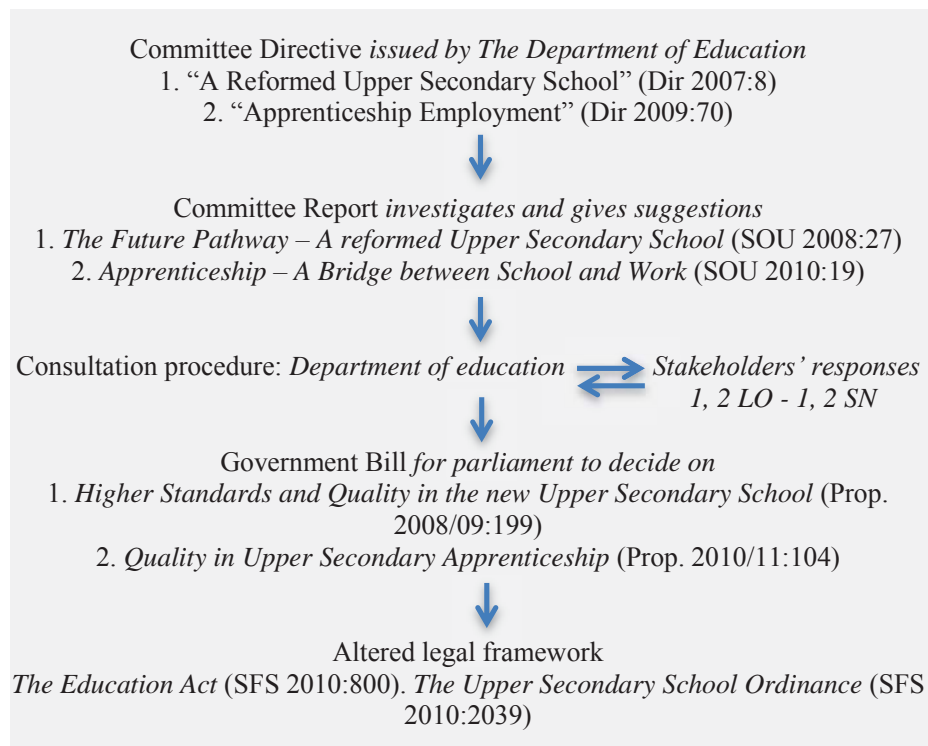 Committee Directive issued by The Department of Education
1. “A Reformed Upper Secondary School” (Dir 2007:8)
2. “Apprenticeship Employment” (Dir 2009:70)
Committee Report investigates and gives suggestions
1. The Future Pathway – A reformed Upper Secondary School (SOU 2008:27)
2. Apprenticeship – A Bridge between School and Work (SOU 2010:19)
Consultation procedure: Department of education Stakeholders’ responses
1, 2 LO - 1, 2 SN
Government Bill for parliament to decide on
1. Higher Standards and Quality in the new Upper Secondary School (Prop.
2008/09:199)
2. Quality in Upper Secondary Apprenticeship (Prop. 2010/11:104)
Altered legal framework
The Education Act (SFS 2010:800). The Upper Secondary School Ordinance (SFS
2010:2039)